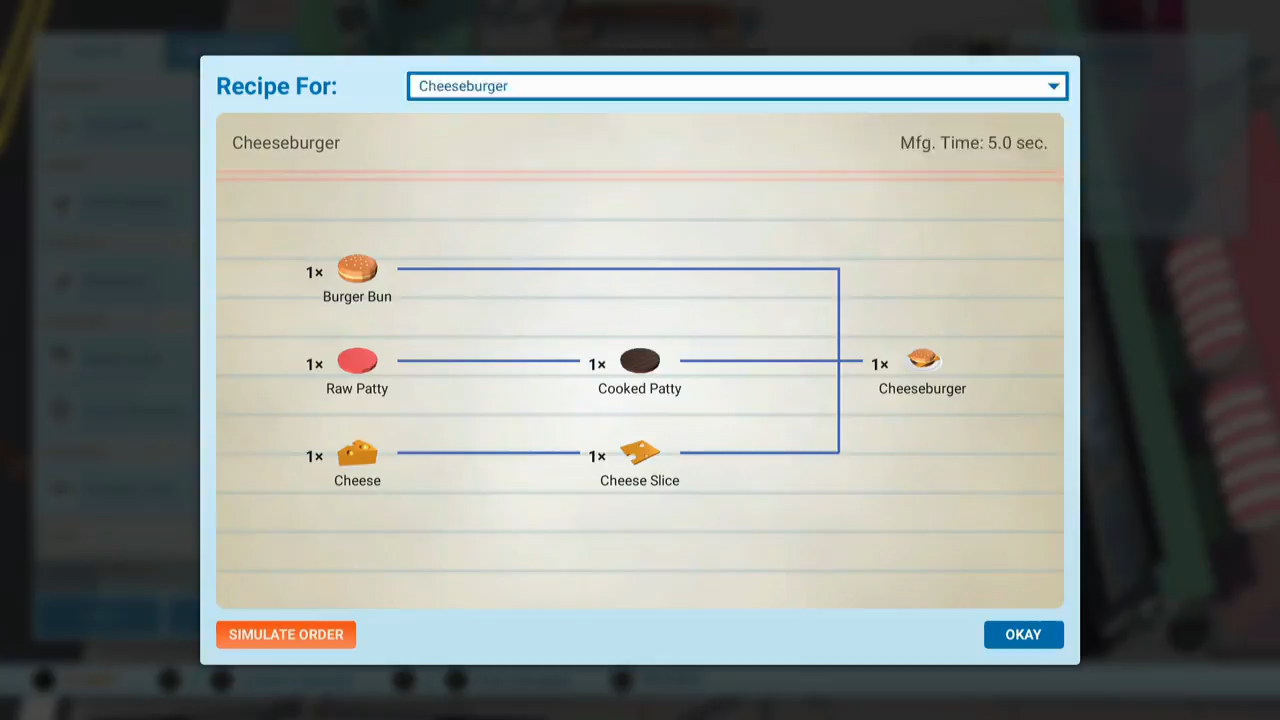 Recipe For:
Cheeseburger
Cheeseburger
Mfg. Time: 5.0 sec.
1×
Burger Bun
1×
Raw Patty
1×
Cooked Patty
1×
Cheeseburger
1×
Cheese
1×
Cheese Slice
SIMULATE ORDER
OKAY